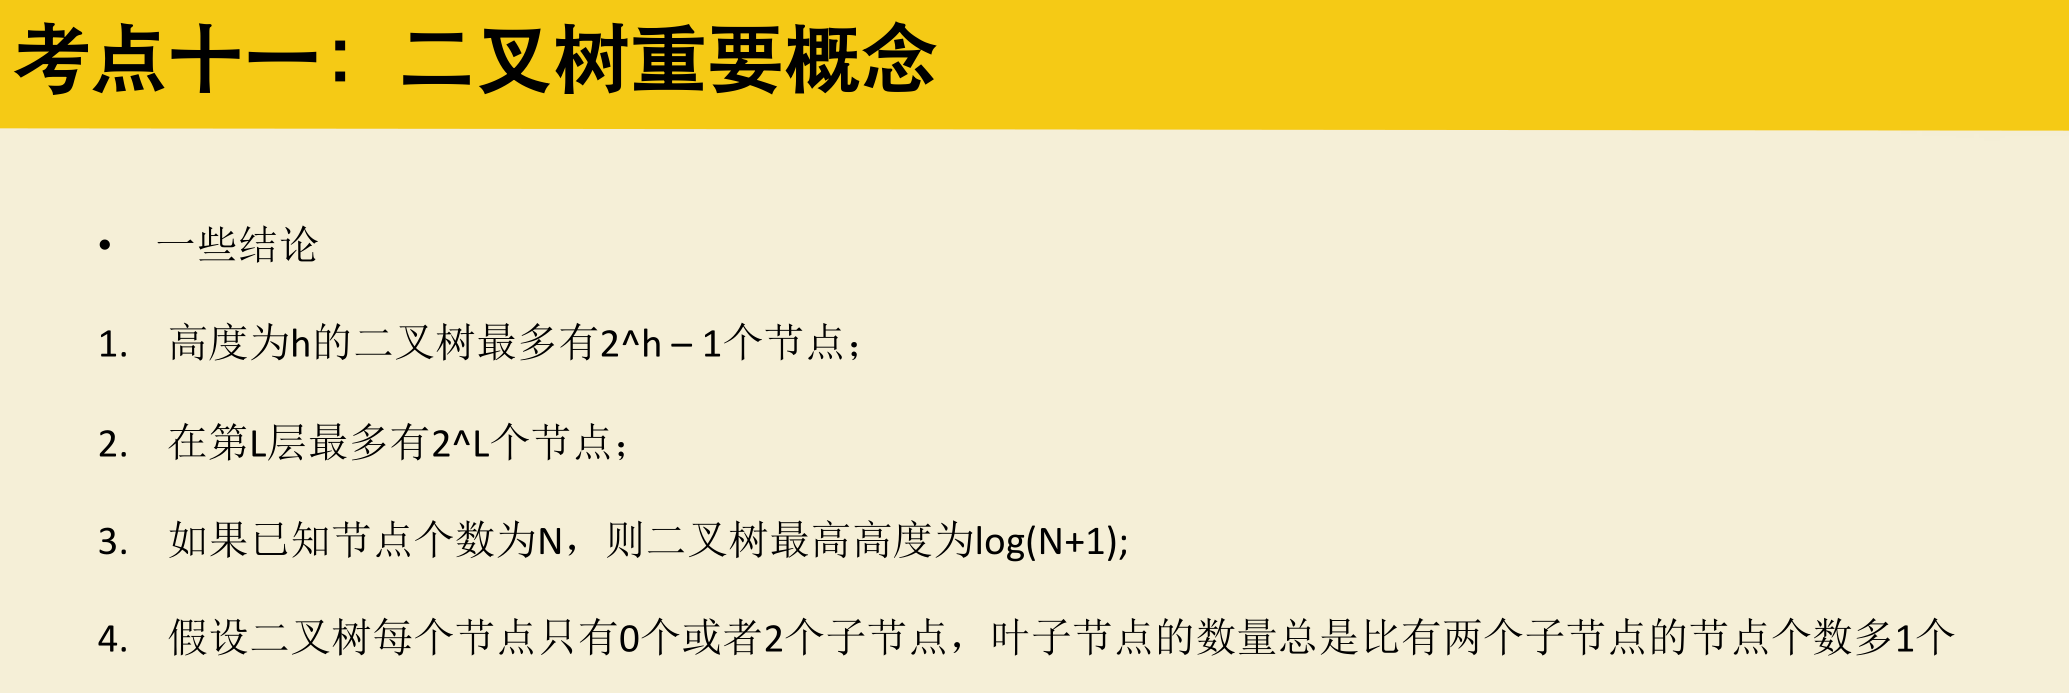 考点十一：二叉树重要概念
• 一些结论
1. 高度为h的二叉树最多有2^h – 1个节点；
2. 在第L层最多有2^L个节点；
3. 如果已知节点个数为N，则二叉树最高高度为log(N+1);
4. 假设二叉树每个节点只有0个或者2个子节点，叶子节点的数量总是比有两个子节点的节点个数多1个